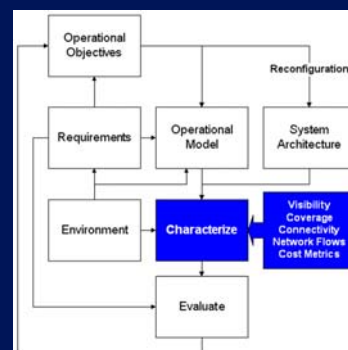 Operational
Objectives
Reconfiguration
Requirements
Operational
Model
System
Architecture
Environment
Characterize
Visibility
Coverage
Connectivity
Network Flows
Cost Metrics
Evaluate